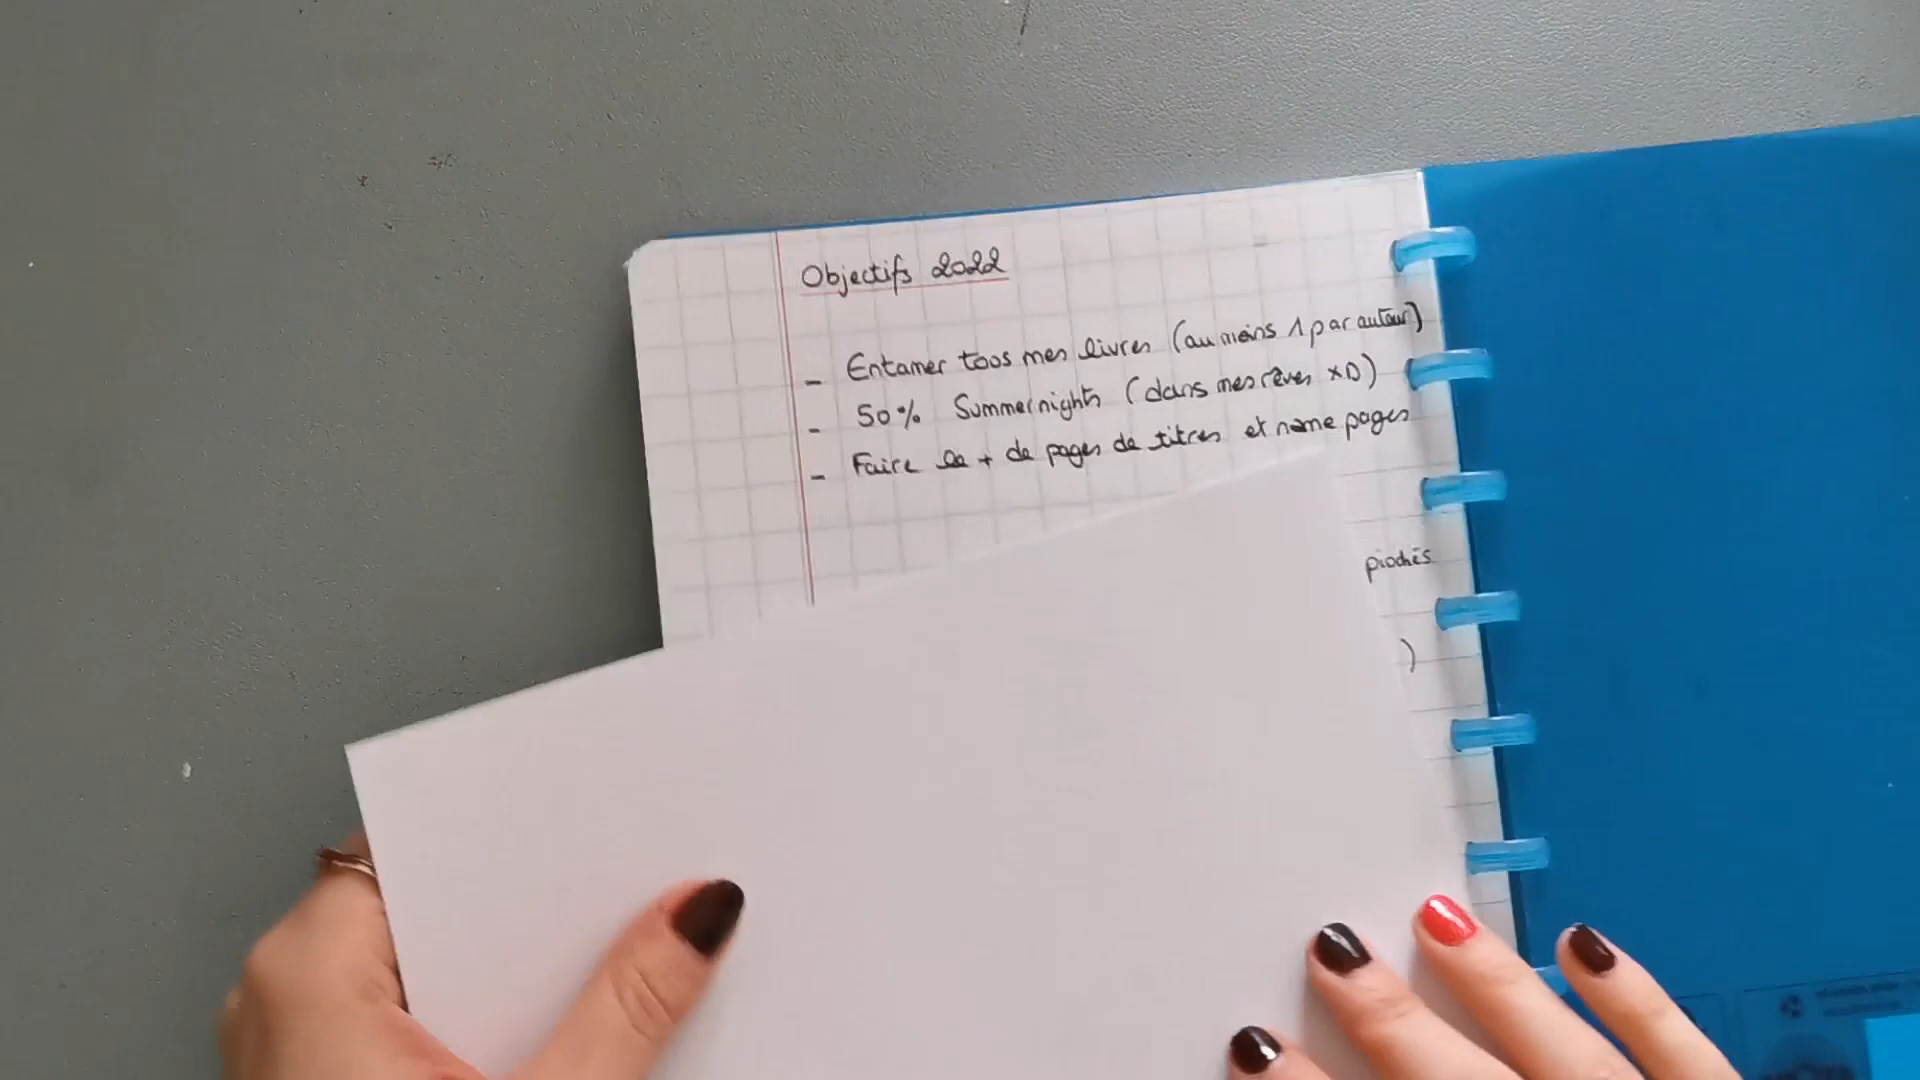 Objectifs 2022
- Entamer tous mes livres (au moins 1 par auteur)
- 50% Summernights (dans mes rêves XD)
- Faire le + de pages de titres et name pages
piochés
)